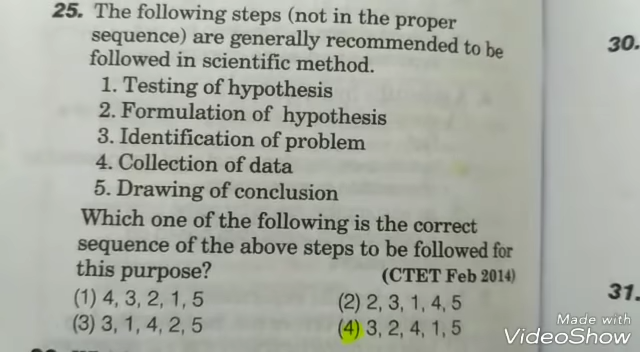 25. The following steps (not in the proper
sequence) are generally recommended to be
followed in scientific method.
1. Testing of hypothesis
2. Formulation of hypothesis
3. Identification of problem
4. Collection of data
5. Drawing of conclusion
Which one of the following is the correct
sequence of the above steps to be followed for
this purpose? (CTET Feb 2014)
(1) 4, 3, 2, 1, 5 (2) 2, 3, 1, 4, 5
(3) 3, 1, 4, 2, 5 (4) 3, 2, 4, 1, 5
30.
31.
Made with
VideoShow